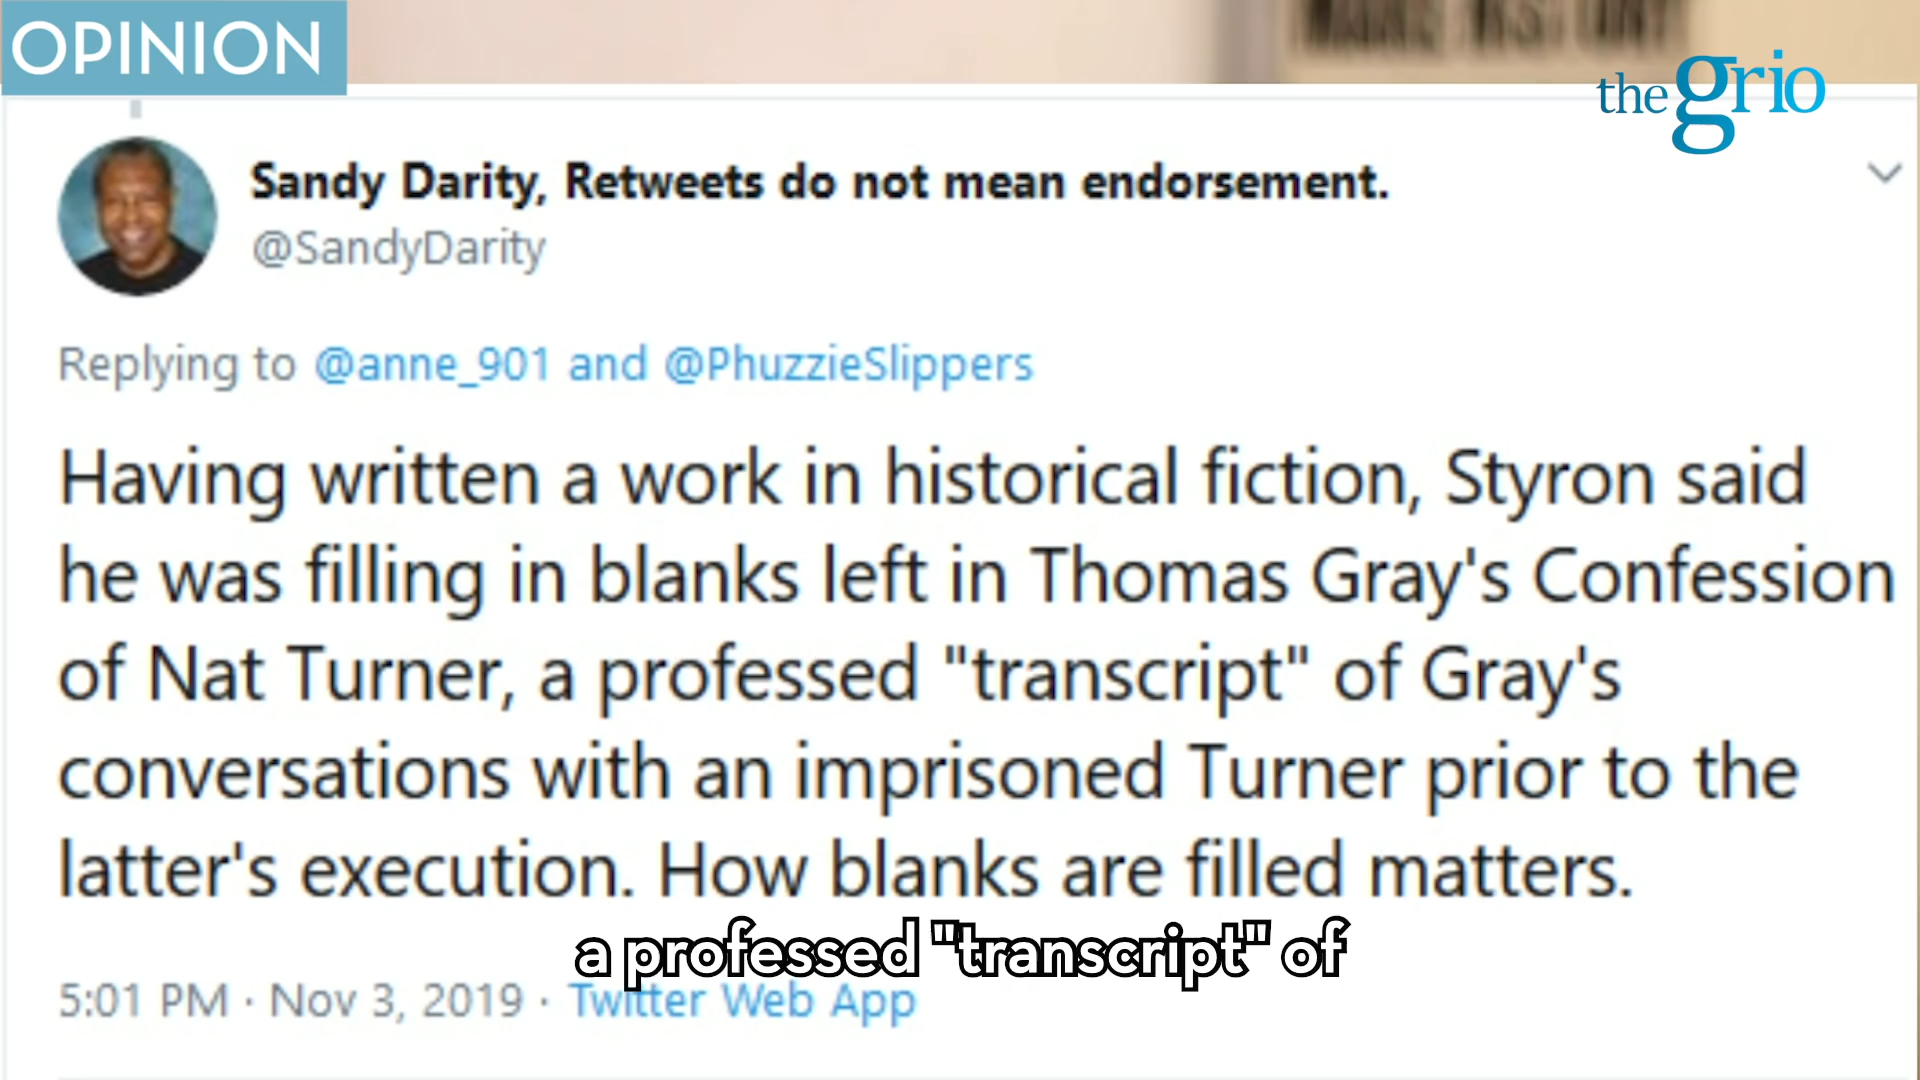 OPINION
the grio
Sandy Darity, Retweets do not mean endorsement.
@SandyDarity
Replying to @anne_901 and @PhuzzieSlippers
Having written a work in historical fiction, Styron said
he was filling in blanks left in Thomas Gray's Confession
of Nat Turner, a professed "transcript" of Gray's
conversations with an imprisoned Turner prior to the
latter's execution. How blanks are filled matters.
a professed "transcript" of
5:01 PM · Nov 3, 2019 · Twitter Web App